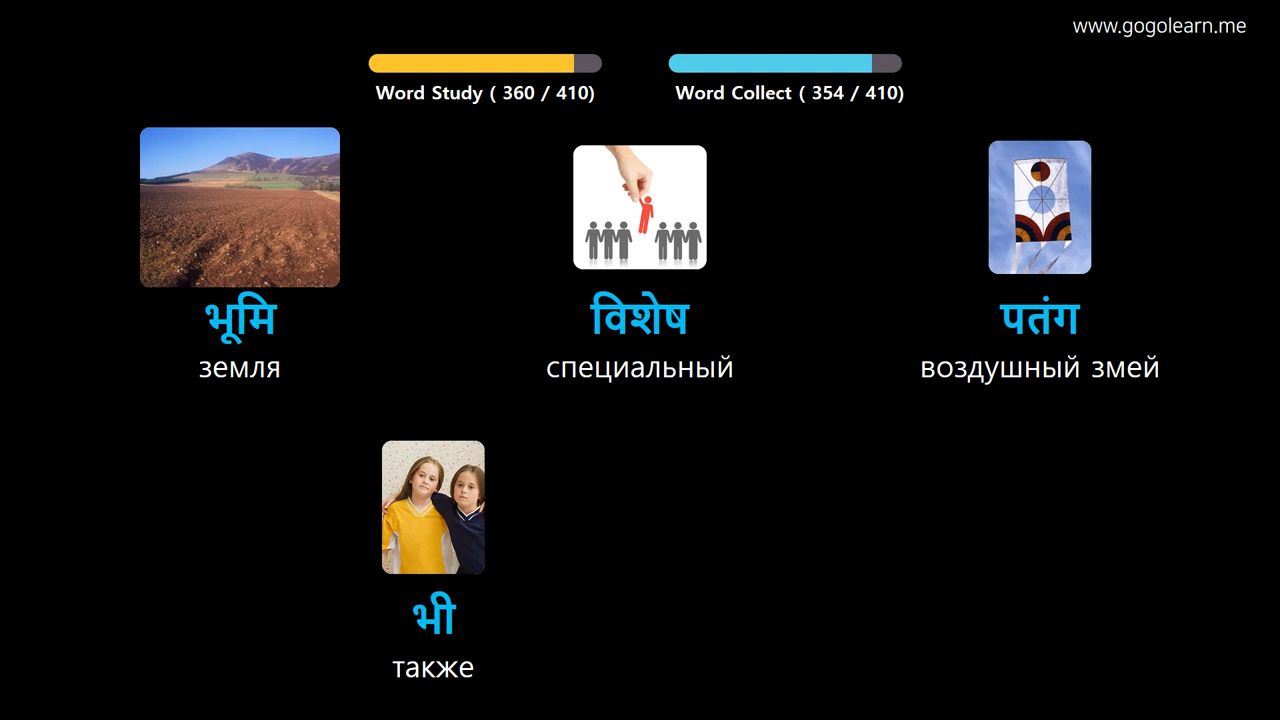 www.gogolearn.me
Word Study ( 360 / 410)
Word Collect ( 354 / 410)
भूमि
земля
विशेष
специальный
पतंग
воздушный змей
भी
также